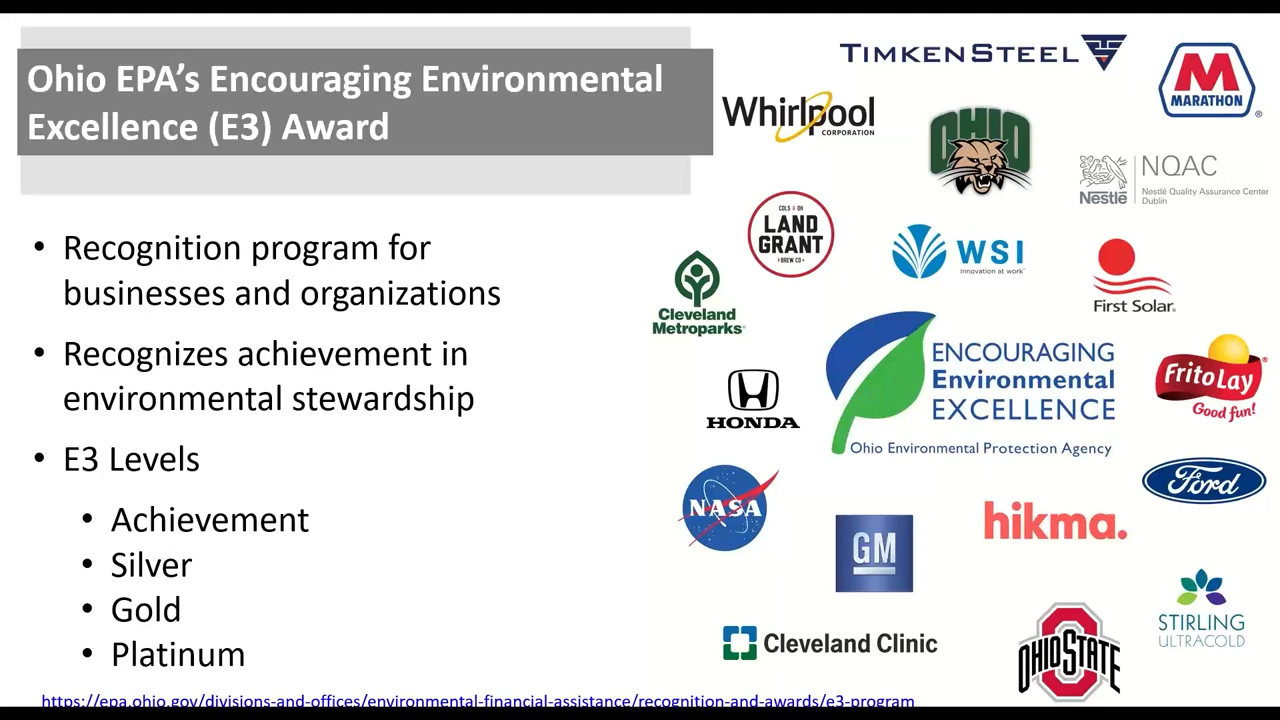 Ohio EPA's Encouraging Environmental
Excellence (E3) Award
• Recognition program for
businesses and organizations
• Recognizes achievement in
environmental stewardship
• E3 Levels
• Achievement
• Silver
• Gold
• Platinum
https://epa.ohio.gov/divisions-and-offices/environmental-financial-assistance/recognition-and-awards/e3-program
TIMKENSTEEL
M
MARATHON
®
Whirlpool
CORPORATION
OHIO
Nestlé
NQAC
Nestlé Quality Assurance Center
Dublin
COLS OH
LAND
GRANT
BREW CO
WSI
innovation at work
First Solar.
Cleveland
Metroparks
ENCOURAGING
Environmental
EXCELLENCE
Ohio Environmental Protection Agency
Frito Lay
Good fun!
HONDA
NASA
Ford
GM
hikma.
STIRLING
ULTRACOLD
Cleveland Clinic
OHIO STATE